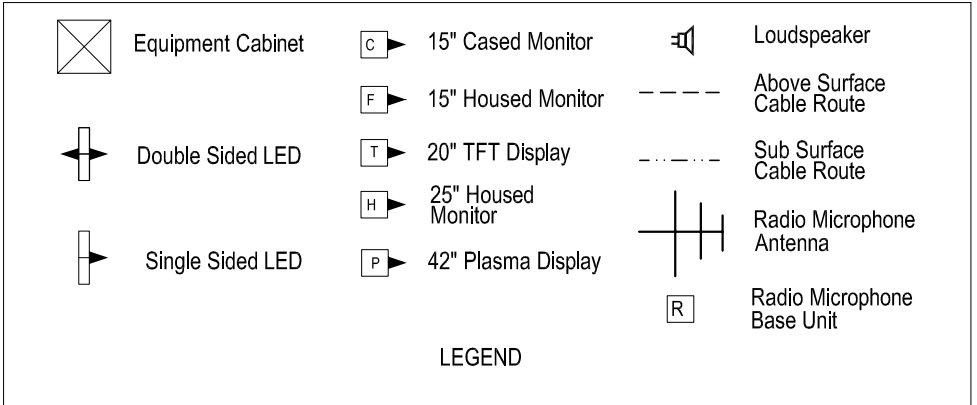 Equipment Cabinet
Double Sided LED
Single Sided LED
C 15" Cased Monitor
F 15" Housed Monitor
T 20" TFT Display
H 25" Housed
Monitor
P 42" Plasma Display
Loudspeaker
Above Surface
Cable Route
Sub Surface
Cable Route
Radio Microphone
Antenna
R Radio Microphone
Base Unit
LEGEND